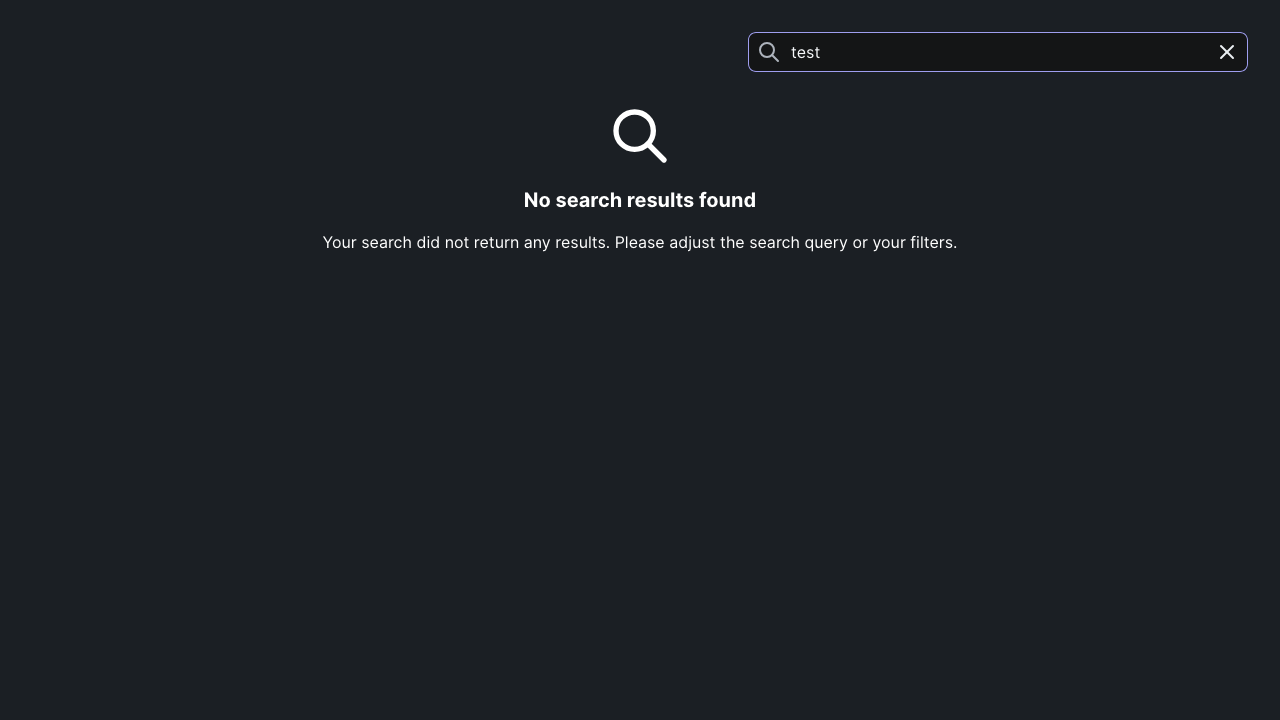 test
No search results found
Your search did not return any results. Please adjust the search query or your filters.